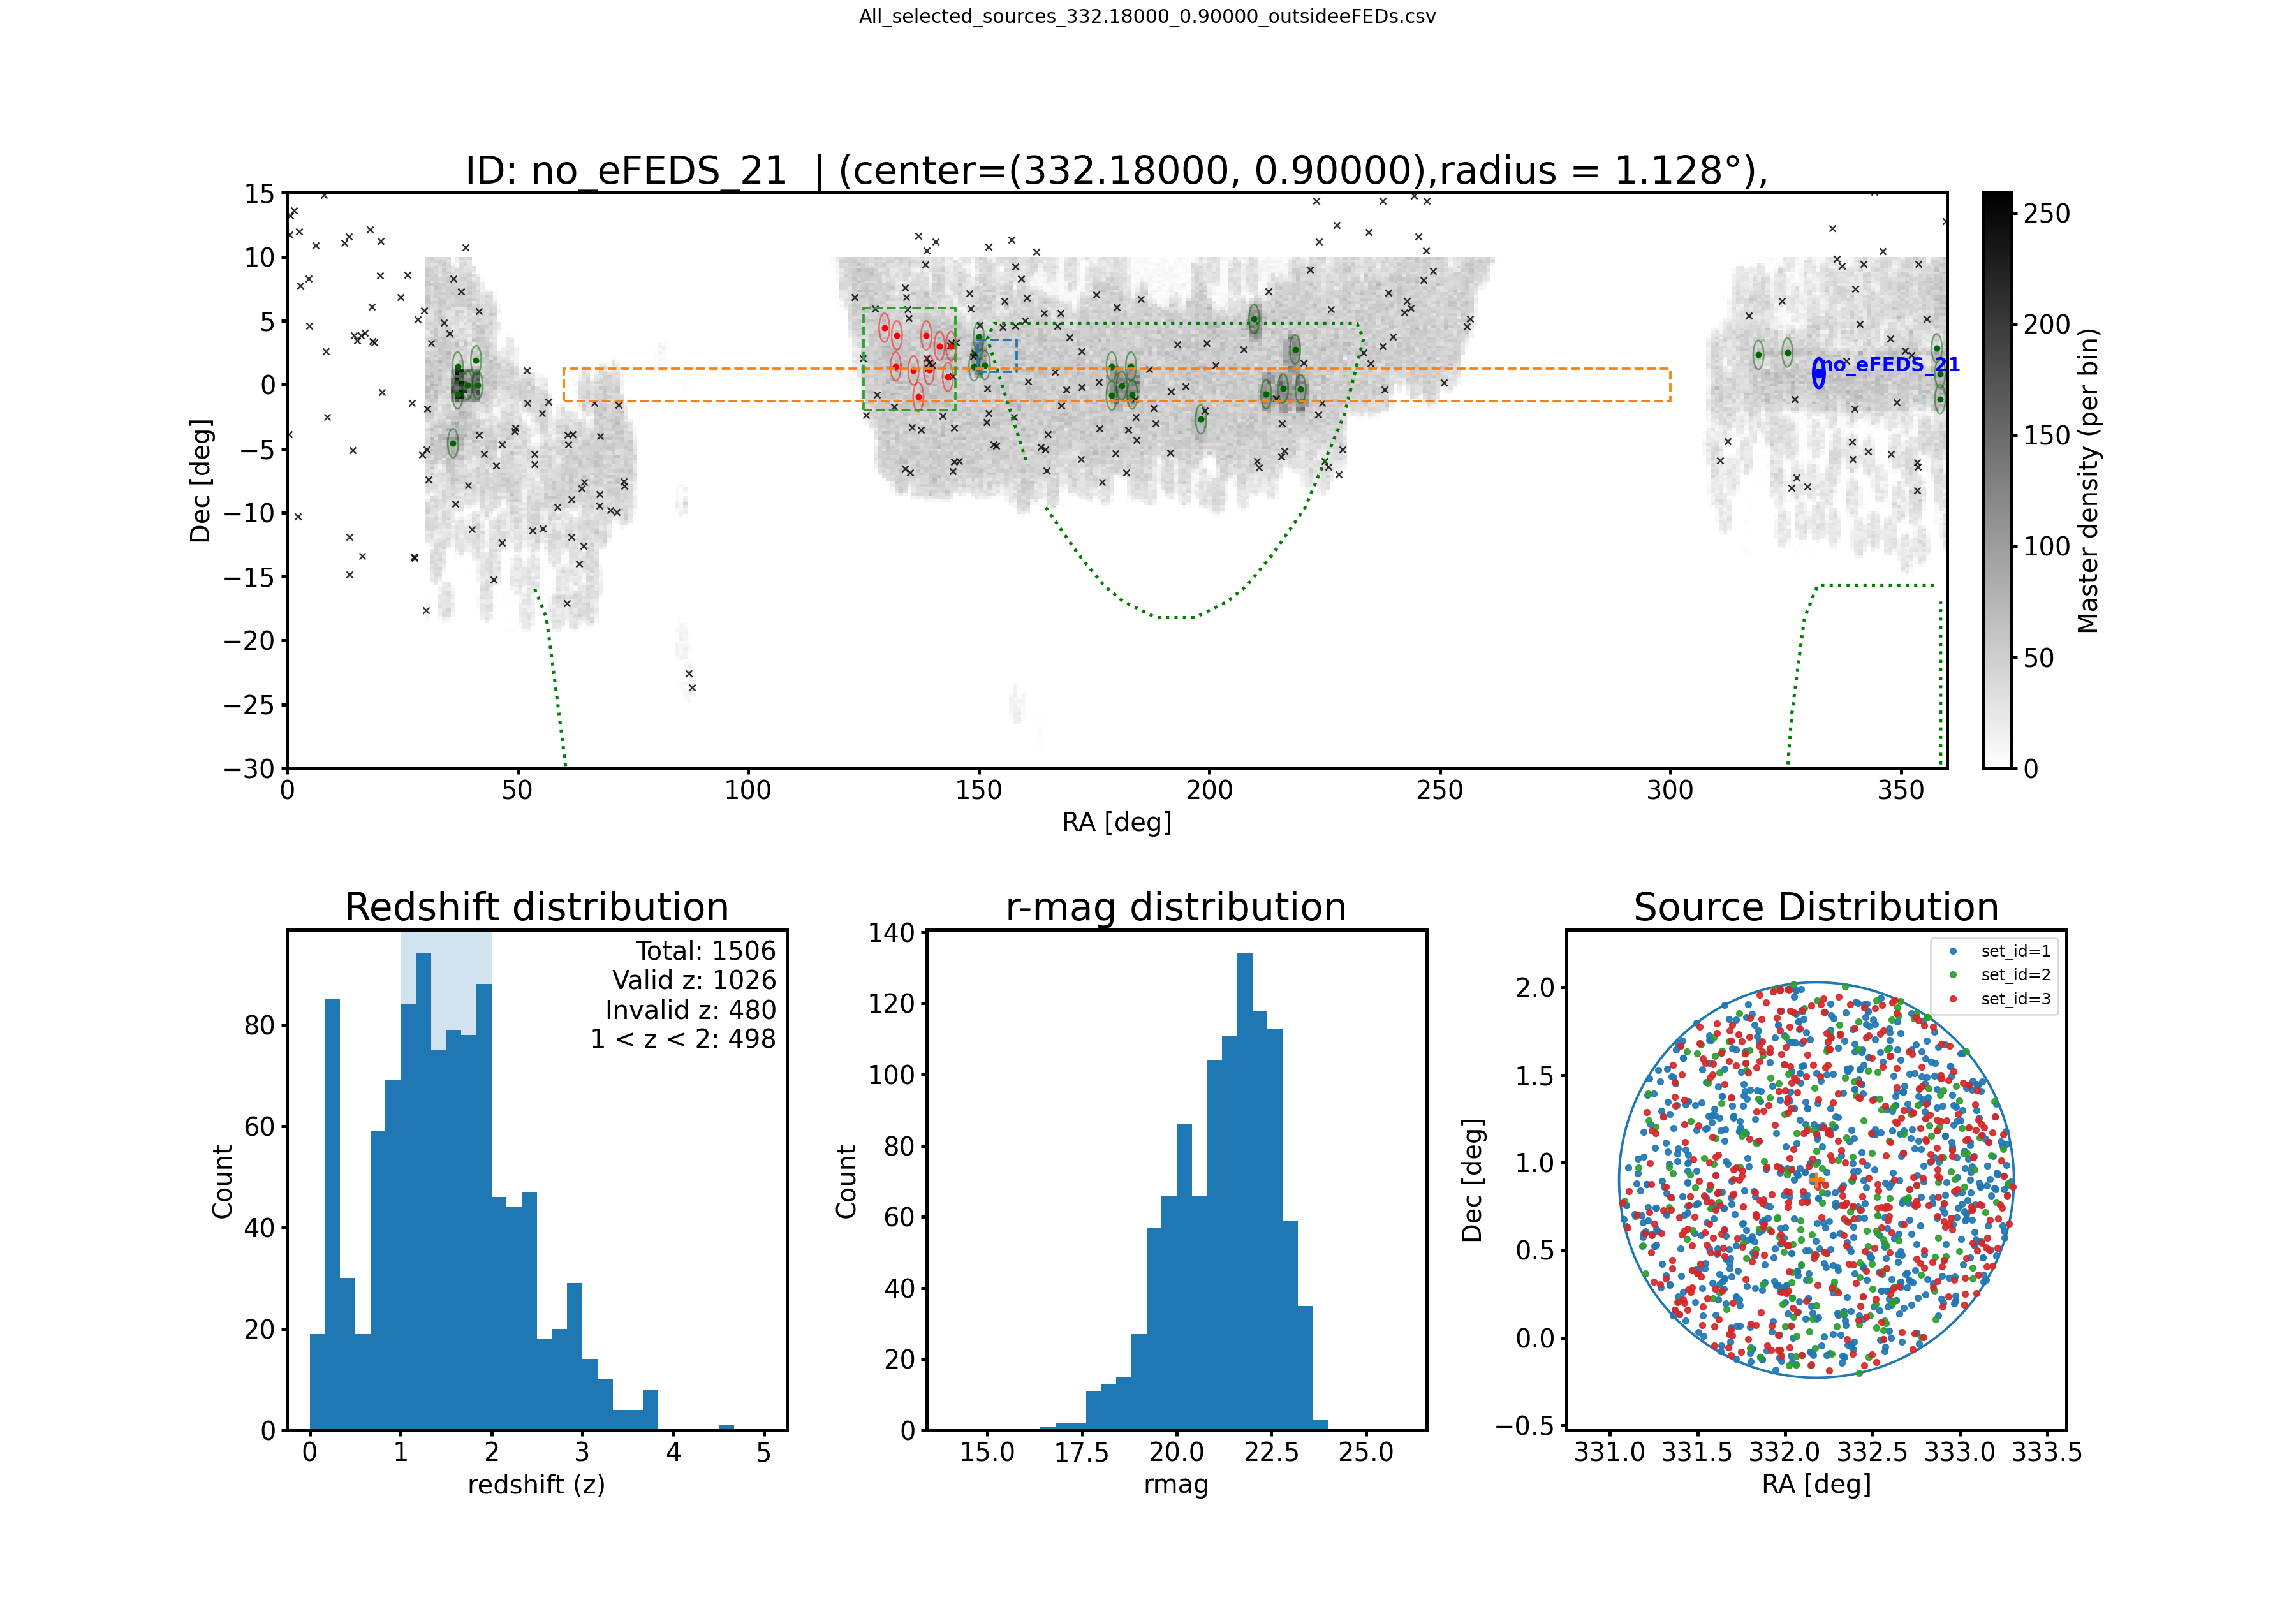 All_selected_sources_332.18000_0.90000_outsideeFEDs.csv
ID: no_eFEDS_21 | (center=(332.18000, 0.90000),radius = 1.128°),
15
10
5
0
−5
−10
−15
−20
−25
−30
Dec [deg]
0
50
100
150
200
250
300
350
RA [deg]
no_eFEDS_21
250
200
150
100
50
0
Master density (per bin)
Redshift distribution
Total: 1506
Valid z: 1026
Invalid z: 480
1 < z < 2: 498
80
60
40
20
0
Count
0
1
2
3
4
5
redshift (z)
r-mag distribution
140
120
100
80
60
40
20
0
Count
15.0
17.5
20.0
22.5
25.0
rmag
Source Distribution
set_id=1
set_id=2
set_id=3
2.0
1.5
1.0
0.5
0.0
−0.5
Dec [deg]
331.0
331.5
332.0
332.5
333.0
333.5
RA [deg]